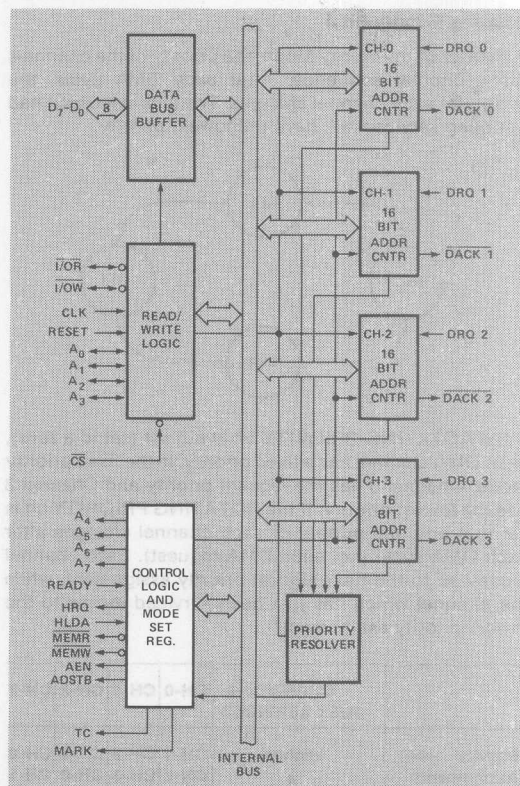 D7-D0
8
DATA
BUS
BUFFER
I/OR
I/OW
CLK
RESET
A0
A1
A2
A3
CS
READ/
WRITE
LOGIC
A4
A5
A6
A7
READY
HRQ
HLDA
MEMR
MEMW
AEN
ADSTB
TC
MARK
CONTROL
LOGIC
AND
MODE
SET
REG.
INTERNAL
BUS
CH-0
16
BIT
ADDR
CNTR
DRQ 0
DACK 0
CH-1
16
BIT
ADDR
CNTR
DRQ 1
DACK 1
CH-2
16
BIT
ADDR
CNTR
DRQ 2
DACK 2
CH-3
16
BIT
ADDR
CNTR
DRQ 3
DACK 3
PRIORITY
RESOLVER